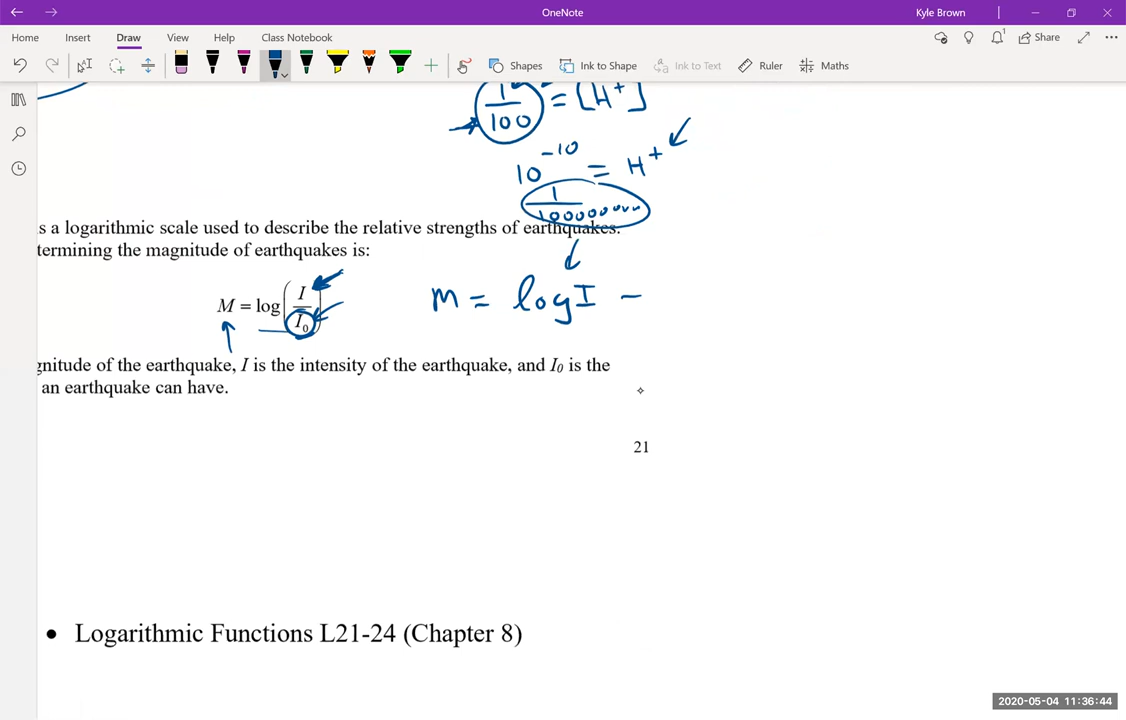 OneNote
Kyle Brown
Home Insert Draw View Help Class Notebook
1 Share
Shapes Ink to Shape Ink to Text Ruler Maths
1/100 = [H+]
10^-10 = H+
s a logarithmic scale used to describe the relative strengths of earthquakes.
termining the magnitude of earthquakes is:
M = log(I/I₀)
m = log I –
gnitude of the earthquake, I is the intensity of the earthquake, and I₀ is the
an earthquake can have.
21
• Logarithmic Functions L21-24 (Chapter 8)
2020-05-04 11:36:44